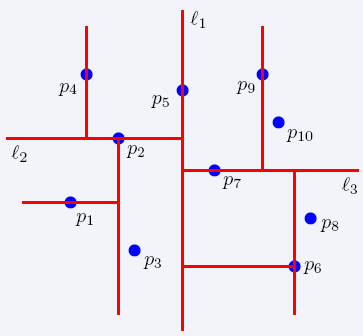 ℓ₁
p₄
p₉
p₅
p₁₀
ℓ₂
p₂
p₇
ℓ₃
p₁
p₈
p₃
p₆